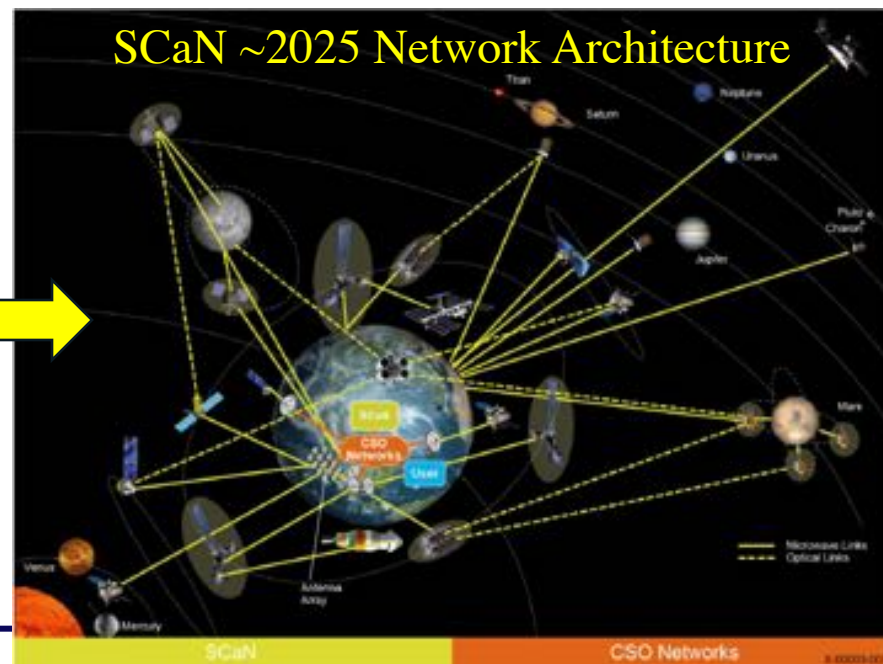 SCaN ~2025 Network Architecture
Titan
Saturn
Neptune
Uranus
Pluto
Charon
Jupiter
SCaN
CSO
Networks
User
Mars
Microwave Links
Optical Links
Venus
Mercury
Antenna
Array
SCaN
CSO Networks